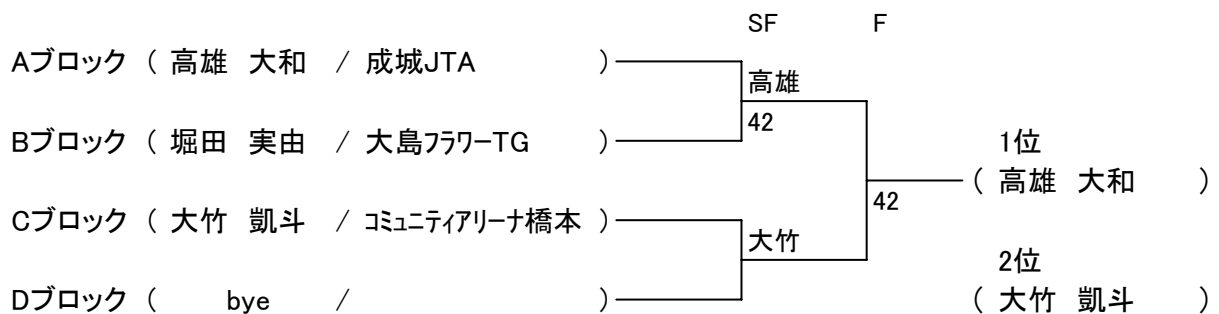 SF F
Aブロック ( 高雄 大和 / 成城JTA )
高雄
42
Bブロック ( 堀田 実由 / 大島フラワーTG )
1位
( 高雄 大和 )
42
Cブロック ( 大竹 凱斗 / コミュニティアリーナ橋本 )
大竹
2位
Dブロック ( bye / )
( 大竹 凱斗 )